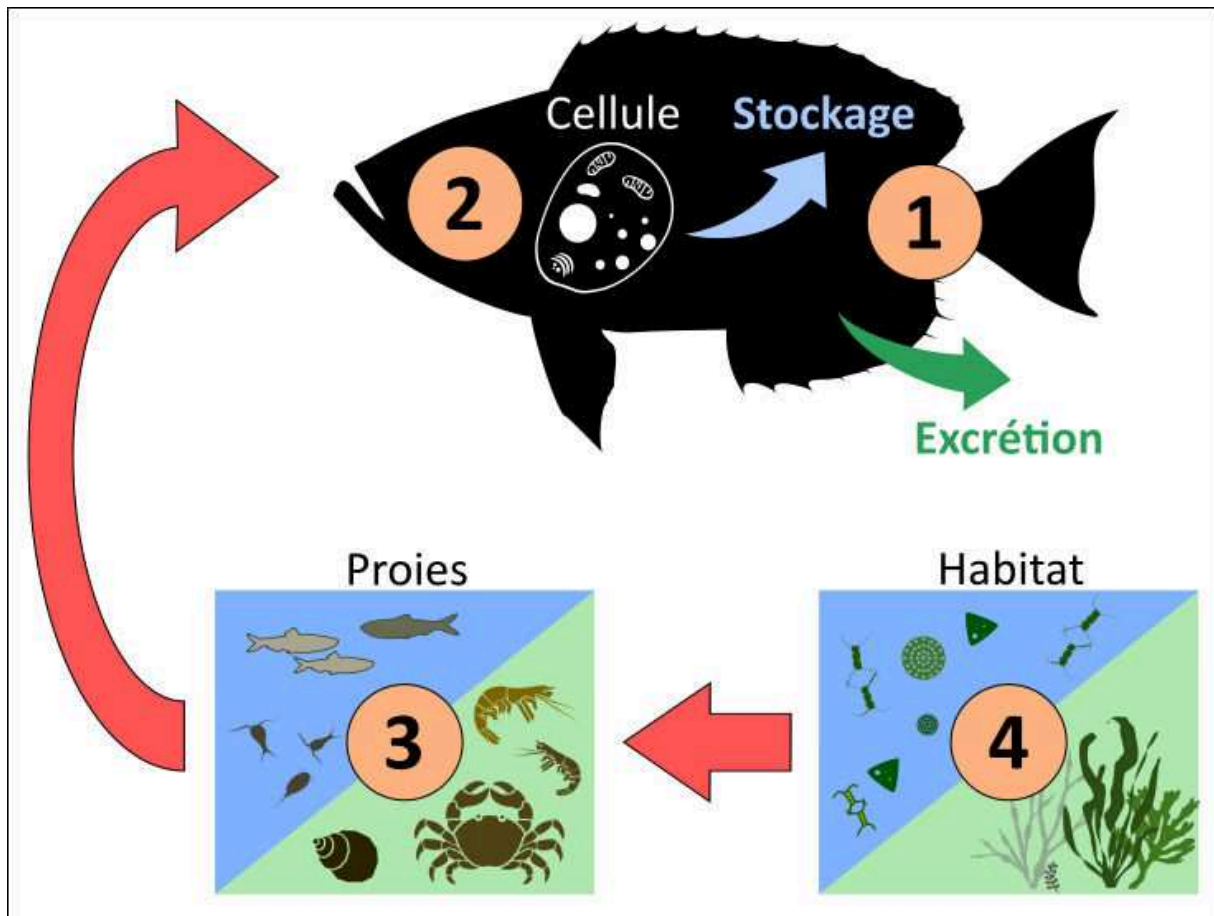 Cellule
Stockage
2
1
Excrétion
Proies
Habitat
3
4